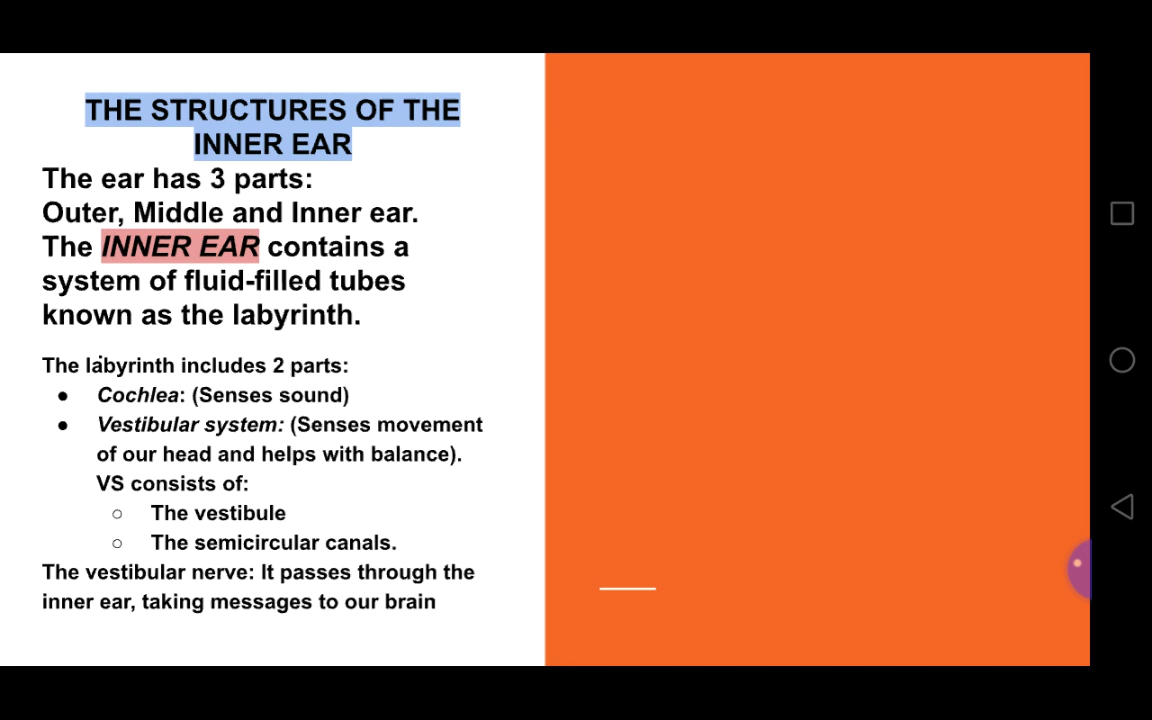 THE STRUCTURES OF THE
INNER EAR
The ear has 3 parts:
Outer, Middle and Inner ear.
The INNER EAR contains a
system of fluid-filled tubes
known as the labyrinth.
The labyrinth includes 2 parts:
● Cochlea: (Senses sound)
● Vestibular system: (Senses movement
of our head and helps with balance).
VS consists of:
○ The vestibule
○ The semicircular canals.
The vestibular nerve: It passes through the
inner ear, taking messages to our brain